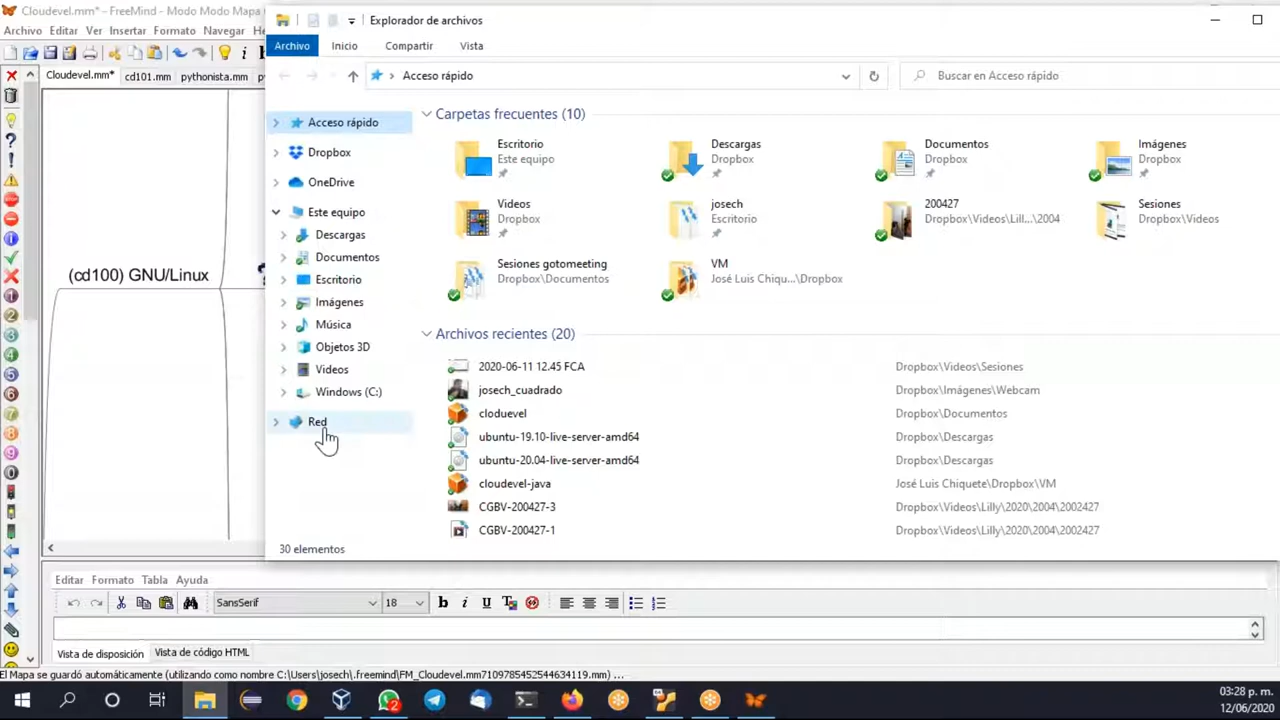 Cloudevel.mm* - FreeMind - Modo Modo Mapa
Archivo Editar Ver Insertar Formato Navegar
Cloudevel.mm* cd101.mm pythonista.mm
(cd100) GNU/Linux
Explorador de archivos
Archivo Inicio Compartir Vista
Acceso rápido
Buscar en Acceso rápido
Acceso rápido
Dropbox
OneDrive
Este equipo
Descargas
Documentos
Escritorio
Imágenes
Música
Objetos 3D
Videos
Windows (C:)
Red
Carpetas frecuentes (10)
Escritorio
Este equipo
Descargas
Dropbox
Documentos
Dropbox
Imágenes
Dropbox
Videos
Dropbox
josech
Escritorio
200427
Dropbox\Videos\Lill...\2004
Sesiones
Dropbox\Videos
Sesiones gotomeeting
Dropbox\Documentos
VM
José Luis Chiqu...\Dropbox
Archivos recientes (20)
2020-06-11 12.45 FCA Dropbox\Videos\Sesiones
josech_cuadrado Dropbox\Imágenes\Webcam
cloduevel Dropbox\Documentos
ubuntu-19.10-live-server-amd64 Dropbox\Descargas
ubuntu-20.04-live-server-amd64 Dropbox\Descargas
cloudevel-java José Luis Chiquete\Dropbox\VM
CGBV-200427-3 Dropbox\Videos\Lilly\2020\2004\2002427
CGBV-200427-1 Dropbox\Videos\Lilly\2020\2004\2002427
30 elementos
Editar Formato Tabla Ayuda
SansSerif 18 b i U
Vista de disposición Vista de código HTML
El Mapa se guardó automáticamente (utilizando como nombre C:\Users\josech\.freemind\FM_Cloudevel.mm7109785452544634119.mm) ...
2
03:28 p. m.
12/06/2020